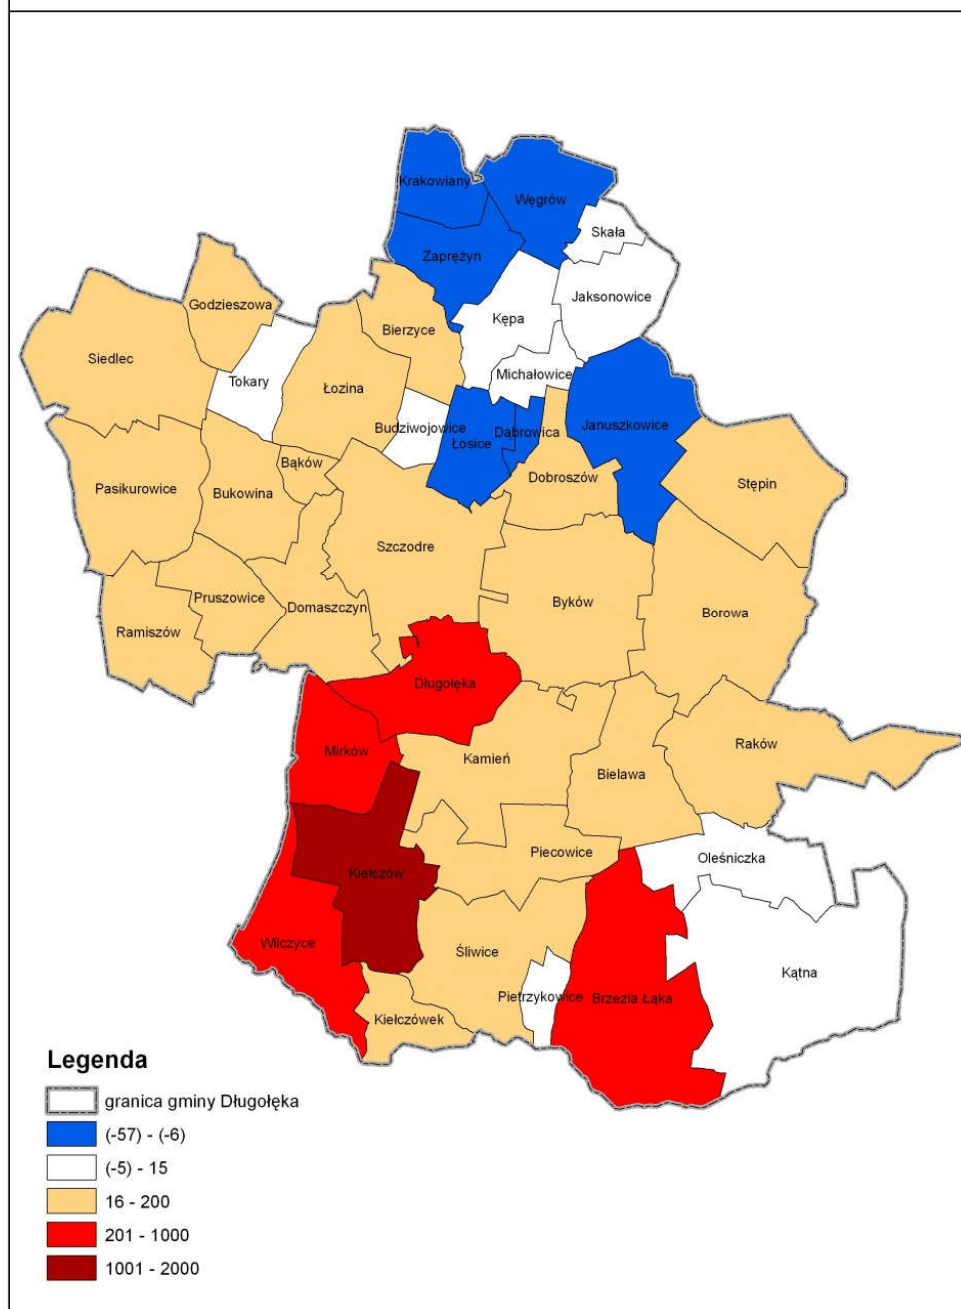 Krakowiany
Węgrów
Skała
Zaprężyn
Jaksonowice
Godzieszowa
Kępa
Bierzyce
Siedlec
Michałowice
Tokary
Łozina
Budziwojowice
Januszkowice
Dąbrowica
Łosice
Bąków
Dobroszów
Stępin
Pasikurowice
Bukowina
Szczodre
Pruszowice
Domaszczyn
Byków
Borowa
Ramiszów
Długołęka
Mirków
Kamień
Raków
Bielawa
Piecowice
Oleśniczka
Kiełczów
Wilczyce
Śliwice
Kątna
Pietrzykowice
Brzezia Łąka
Kiełczówek
Legenda
granica gminy Długołęka
(-57) - (-6)
(-5) - 15
16 - 200
201 - 1000
1001 - 2000